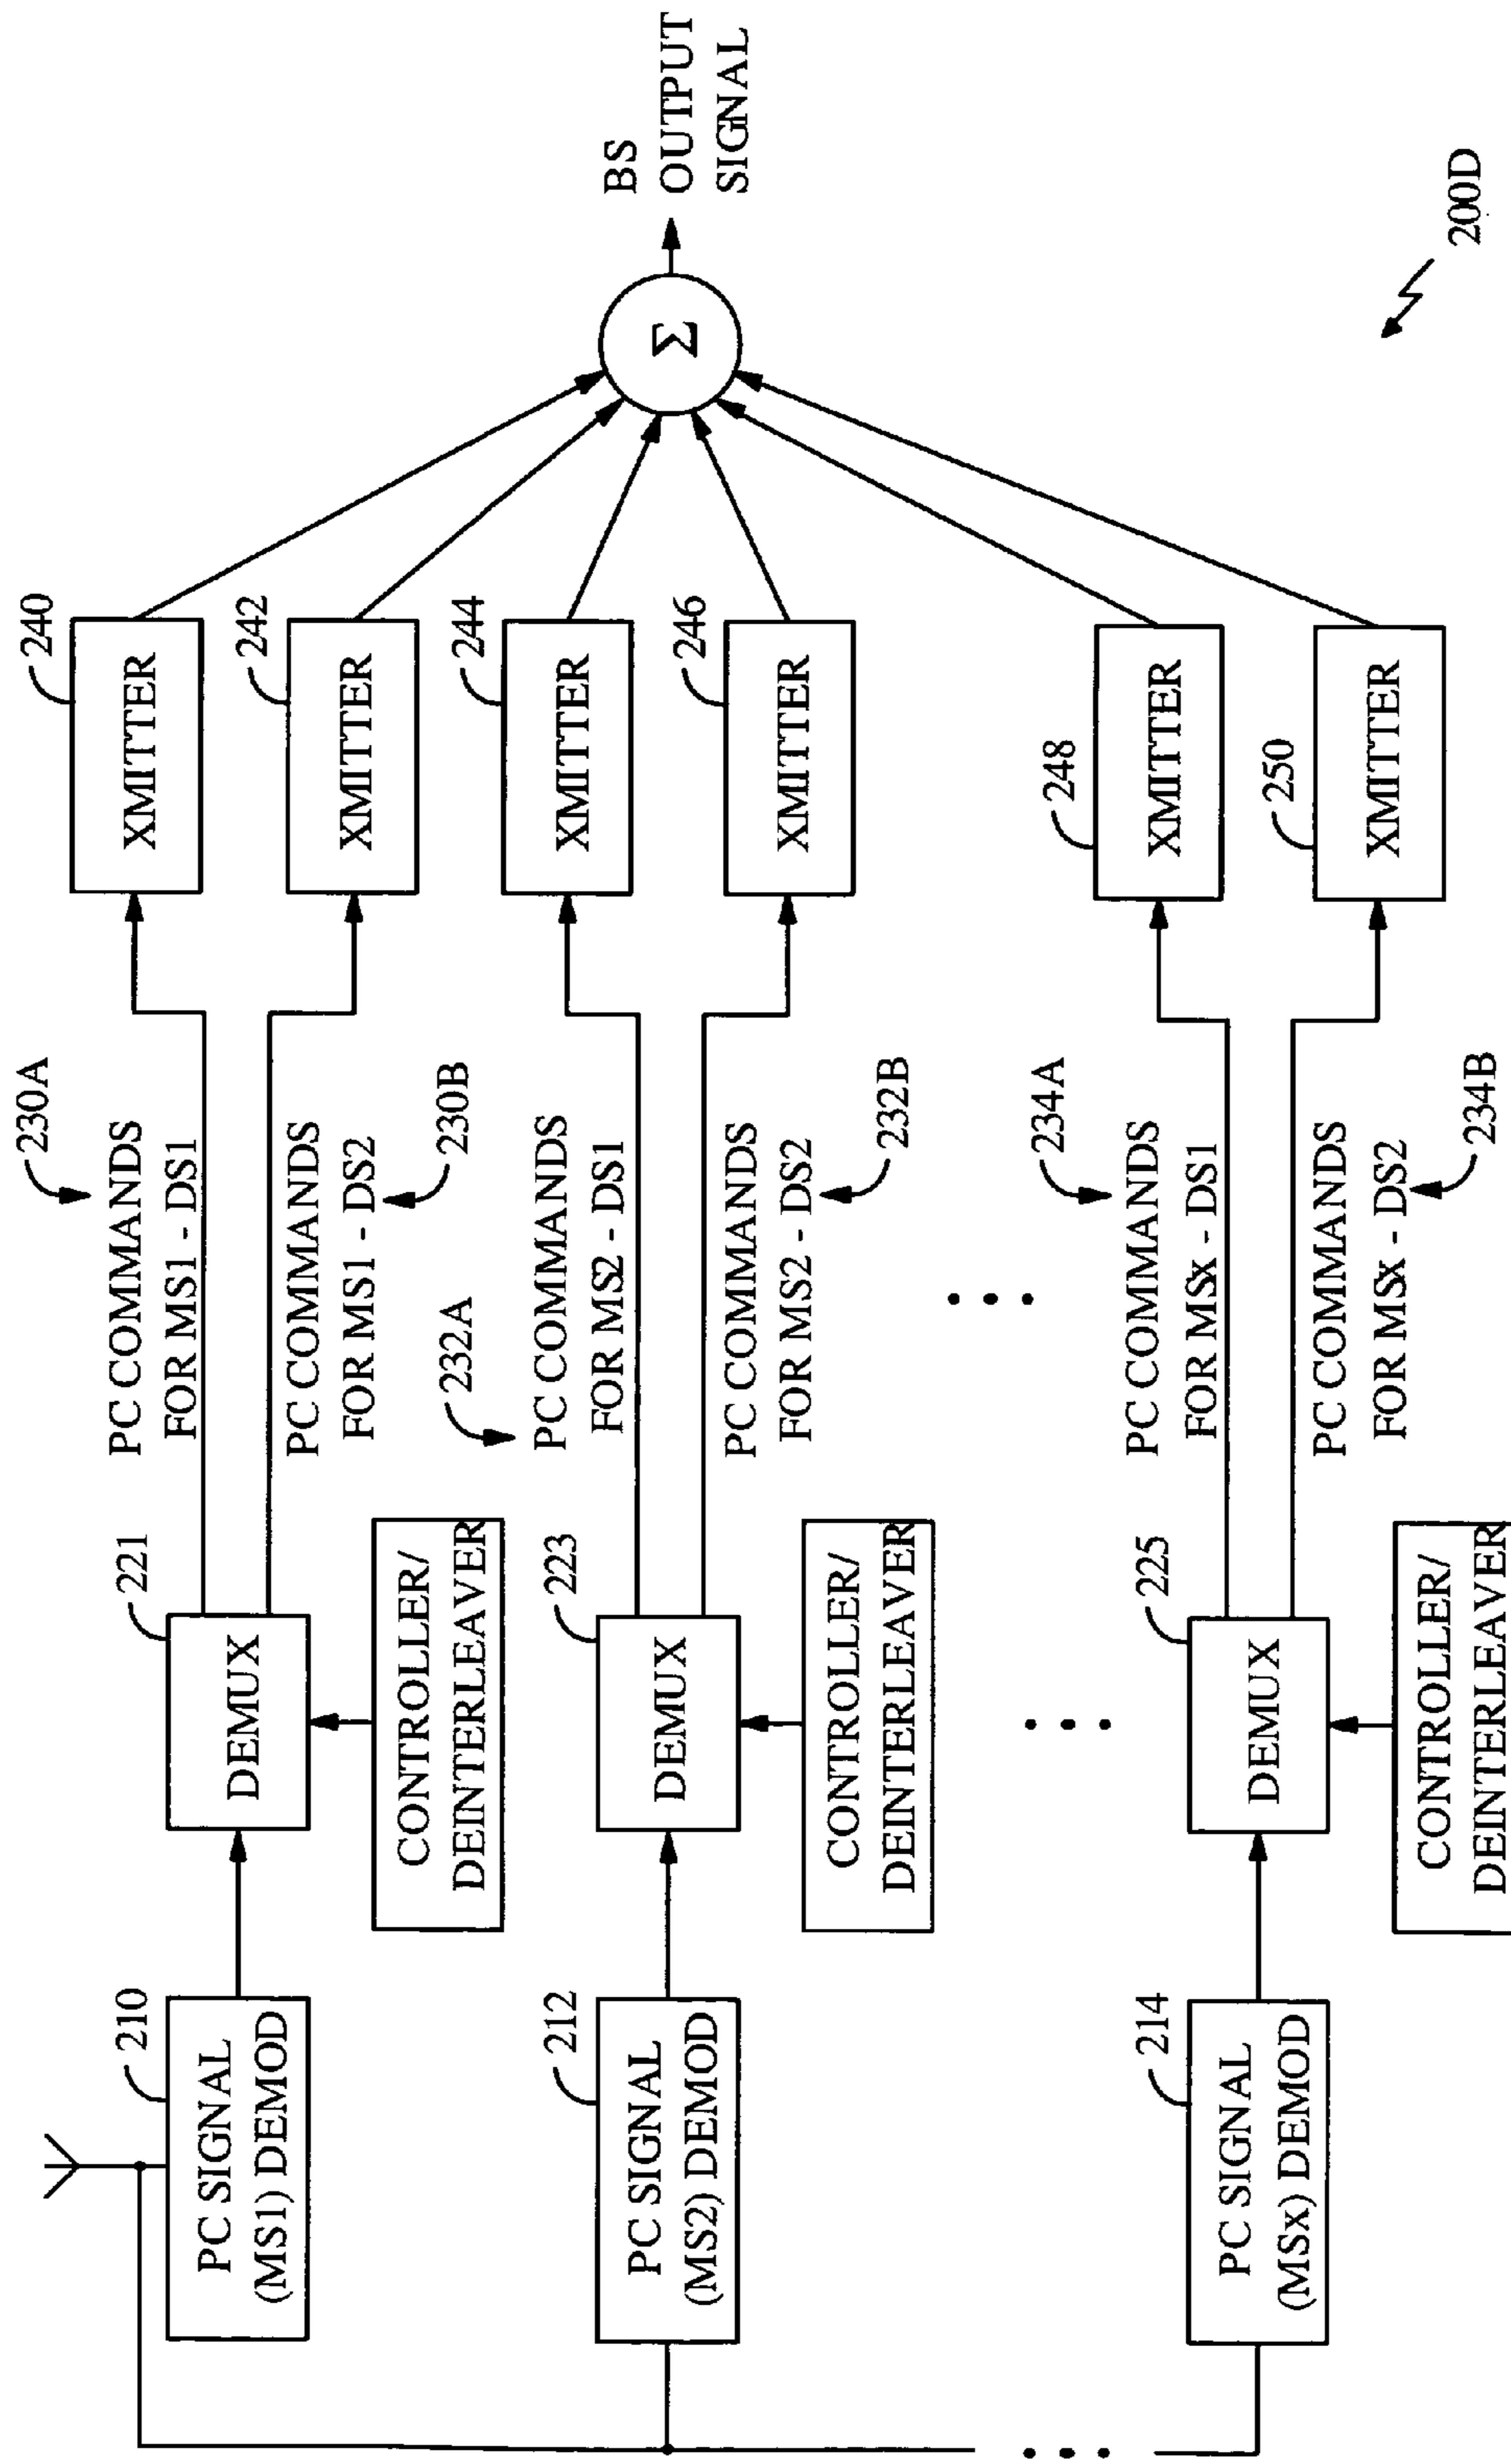 210
PC SIGNAL
(MS1) DEMOD
221
DEMUX
CONTROLLER/
DEINTERLEAVER
230A
PC COMMANDS
FOR MS1 - DS1
PC COMMANDS
FOR MS1 - DS2
230B
240
XMITTER
242
XMITTER
212
PC SIGNAL
(MS2) DEMOD
223
DEMUX
CONTROLLER/
DEINTERLEAVER
232A
PC COMMANDS
FOR MS2 - DS1
PC COMMANDS
FOR MS2 - DS2
232B
244
XMITTER
246
XMITTER
Σ
BS
OUTPUT
SIGNAL
214
PC SIGNAL
(MSx) DEMOD
225
DEMUX
CONTROLLER/
DEINTERLEAVER
234A
PC COMMANDS
FOR MSx - DS1
PC COMMANDS
FOR MSx - DS2
234B
248
XMITTER
250
XMITTER
200D